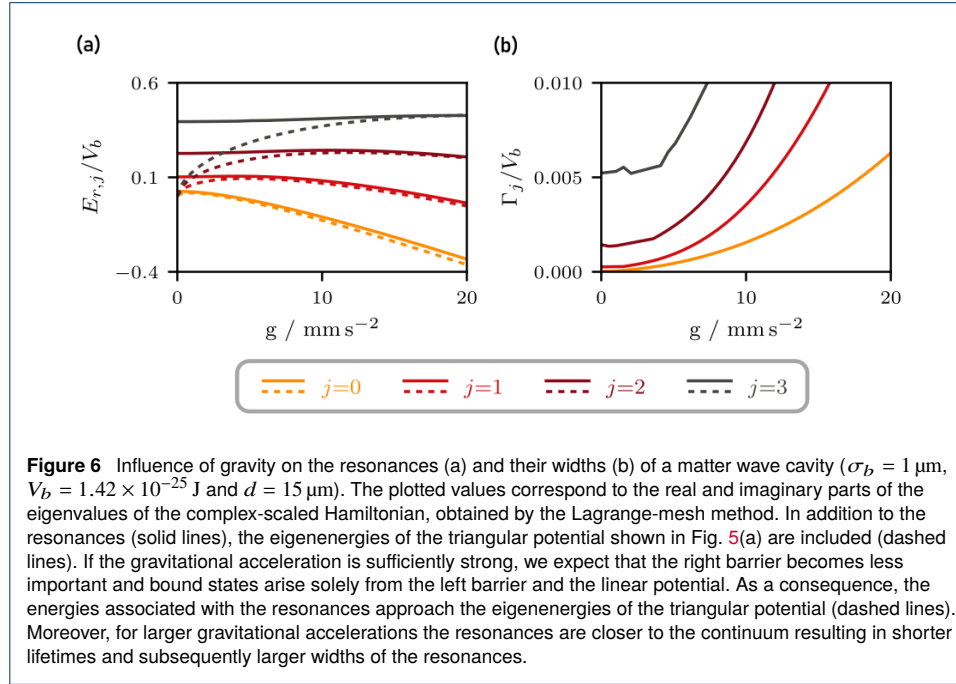 (a)
(b)
0.6
0.1
−0.4
E_{r,j}/V_b
0
10
20
g / mm s⁻²
0.010
0.005
0.000
Γ_j/V_b
0
10
20
g / mm s⁻²
j=0
j=1
j=2
j=3
Figure 6 Influence of gravity on the resonances (a) and their widths (b) of a matter wave cavity (σ_b = 1 μm,
V_b = 1.42 × 10⁻²⁵ J and d = 15 μm). The plotted values correspond to the real and imaginary parts of the
eigenvalues of the complex-scaled Hamiltonian, obtained by the Lagrange-mesh method. In addition to the
resonances (solid lines), the eigenenergies of the triangular potential shown in Fig. 5(a) are included (dashed
lines). If the gravitational acceleration is sufficiently strong, we expect that the right barrier becomes less
important and bound states arise solely from the left barrier and the linear potential. As a consequence, the
energies associated with the resonances approach the eigenenergies of the triangular potential (dashed lines).
Moreover, for larger gravitational accelerations the resonances are closer to the continuum resulting in shorter
lifetimes and subsequently larger widths of the resonances.